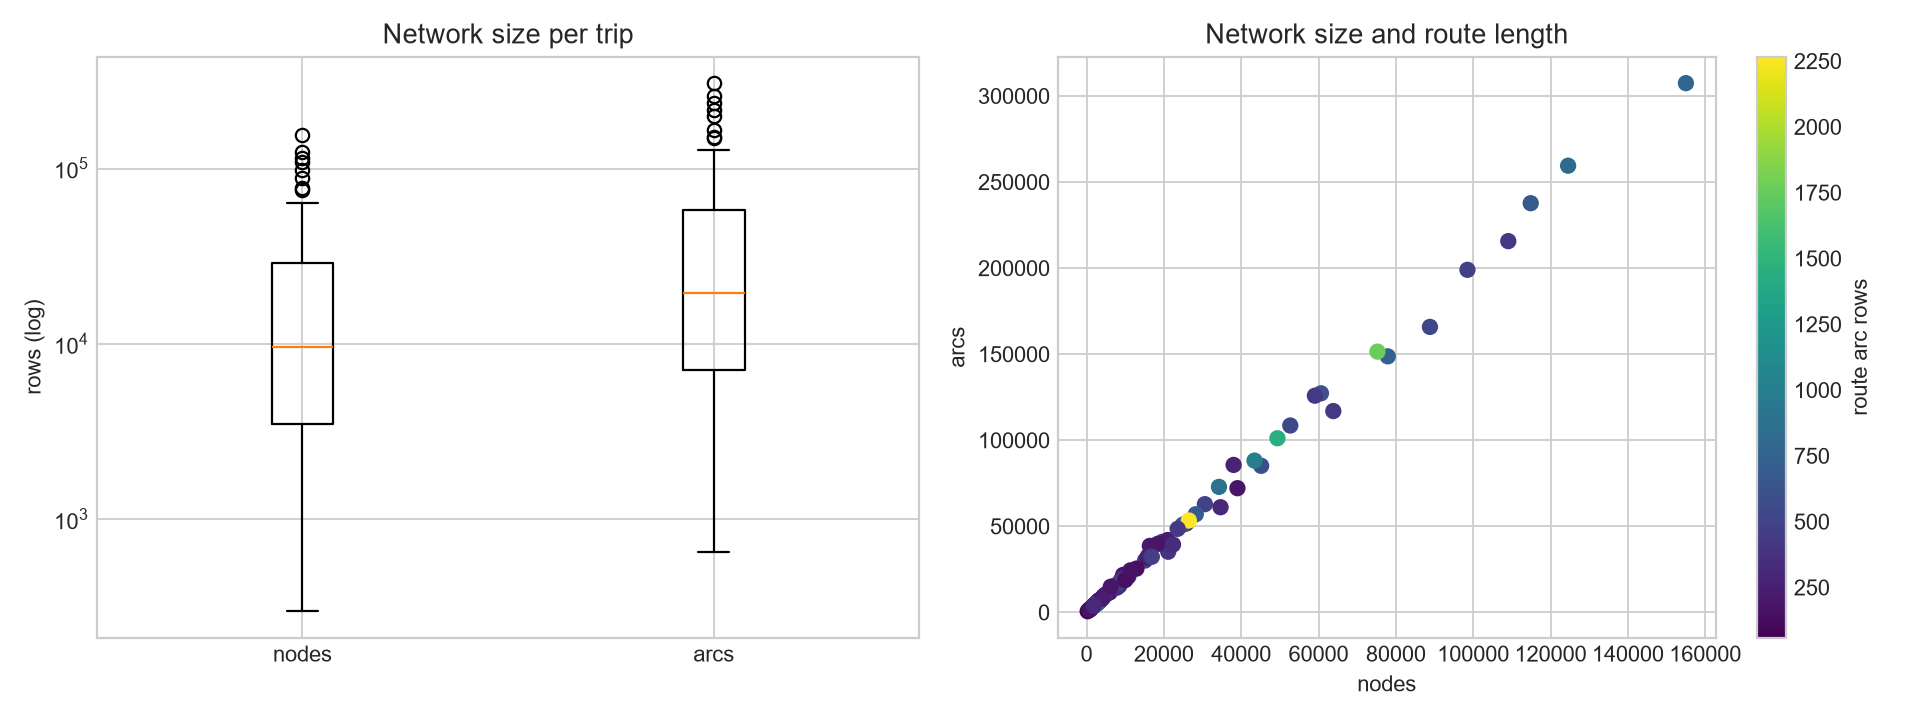 Network size per trip
rows (log)
10^5
10^4
10^3
nodes
arcs
Network size and route length
arcs
300000
250000
200000
150000
100000
50000
0
0 20000 40000 60000 80000 100000 120000 140000 160000
nodes
2250
2000
1750
1500
1250
1000
750
500
250
route arc rows